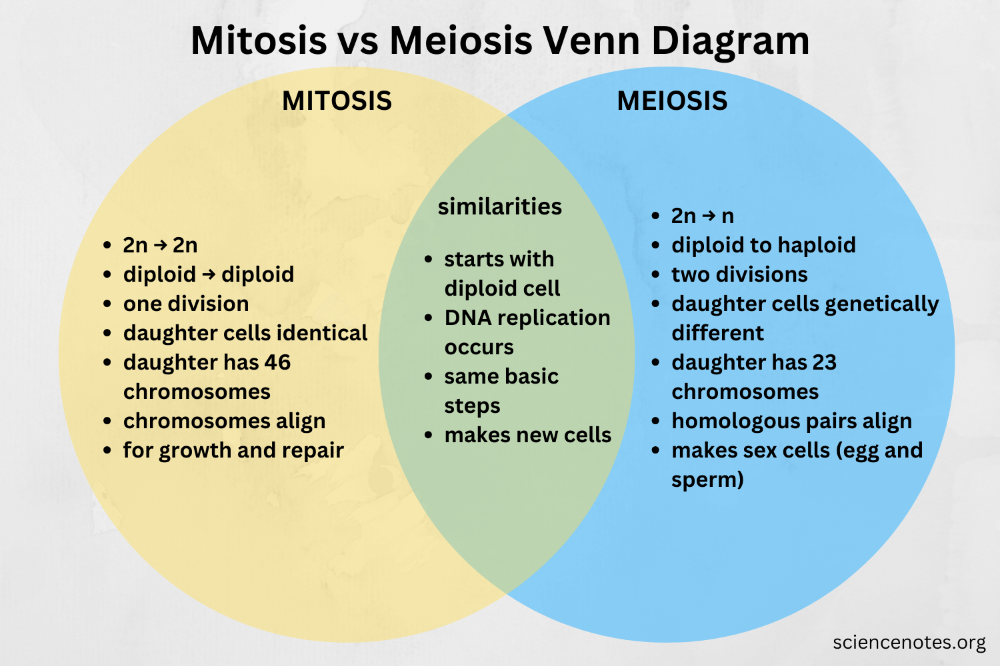 Mitosis vs Meiosis Venn Diagram
MITOSIS
• 2n → 2n
• diploid → diploid
• one division
• daughter cells identical
• daughter has 46
chromosomes
• chromosomes align
• for growth and repair
similarities
• starts with
diploid cell
• DNA replication
occurs
• same basic
steps
• makes new cells
MEIOSIS
• 2n → n
• diploid to haploid
• two divisions
• daughter cells genetically
different
• daughter has 23
chromosomes
• homologous pairs align
• makes sex cells (egg and
sperm)
sciencenotes.org